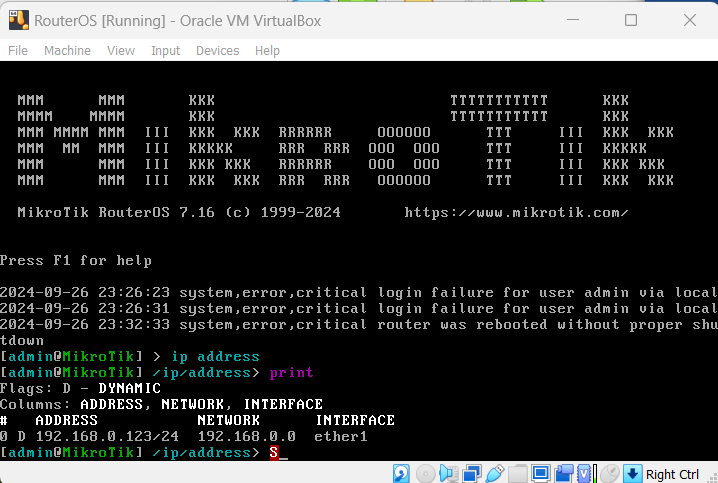 RouterOS [Running] - Oracle VM VirtualBox
File Machine View Input Devices Help
MMM      MMM       KKK                          TTTTTTTTTTT      KKK
MMMM    MMMM       KKK                          TTTTTTTTTTT      KKK
MMM MMMM MMM  III  KKK  KKK  RRRRRR     OOOOOO      TTT     III  KKK  KKK
MMM  MM  MMM  III  KKKKK     RRR  RRR  OOO  OOO     TTT     III  KKKKK
MMM      MMM  III  KKK KKK   RRRRRR    OOO  OOO     TTT     III  KKK KKK
MMM      MMM  III  KKK  KKK  RRR  RRR   OOOOOO      TTT     III  KKK  KKK
MikroTik RouterOS 7.16 (c) 1999-2024       https://www.mikrotik.com/
Press F1 for help
2024-09-26 23:26:23 system,error,critical login failure for user admin via local
2024-09-26 23:26:31 system,error,critical login failure for user admin via local
2024-09-26 23:32:33 system,error,critical router was rebooted without proper shu
tdown
[admin@MikroTik] > ip address
[admin@MikroTik] /ip/address> print
Flags: D - DYNAMIC
Columns: ADDRESS, NETWORK, INTERFACE
#   ADDRESS           NETWORK      INTERFACE
0 D 192.168.0.123/24  192.168.0.0  ether1
[admin@MikroTik] /ip/address> S_
Right Ctrl